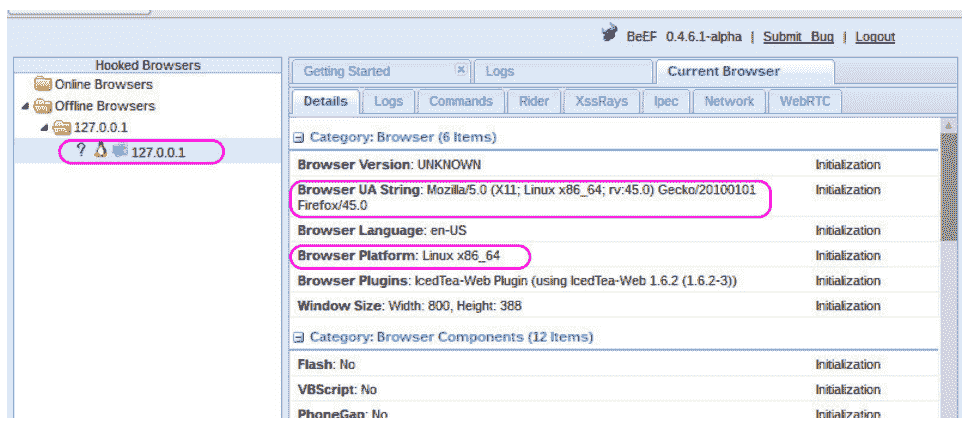 BeEF 0.4.6.1-alpha | Submit Bug | Logout
Hooked Browsers
Online Browsers
Offline Browsers
127.0.0.1
? 127.0.0.1
Getting Started Logs Current Browser
Details Logs Commands Rider XssRays Ipec Network WebRTC
Category: Browser (6 Items)
Browser Version: UNKNOWN Initialization
Browser UA String: Mozilla/5.0 (X11; Linux x86_64; rv:45.0) Gecko/20100101 Initialization
Firefox/45.0
Browser Language: en-US Initialization
Browser Platform: Linux x86_64 Initialization
Browser Plugins: IcedTea-Web Plugin (using IcedTea-Web 1.6.2 (1.6.2-3)) Initialization
Window Size: Width: 800, Height: 388 Initialization
Category: Browser Components (12 Items)
Flash: No Initialization
VBScript: No Initialization
PhoneGap: No Initialization